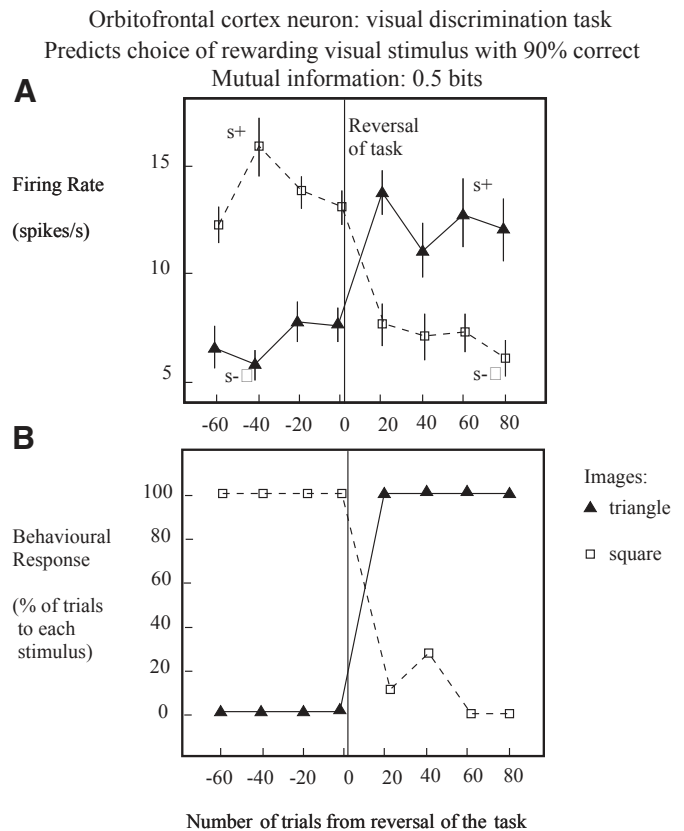 Orbitofrontal cortex neuron: visual discrimination task
Predicts choice of rewarding visual stimulus with 90% correct
Mutual information: 0.5 bits
A
Firing Rate
(spikes/s)
15
10
5
s+
Reversal
of task
s+
s-
s-
-60 -40 -20 0 20 40 60 80
B
Behavioural
Response
(% of trials
to each
stimulus)
100
80
60
40
20
0
-60 -40 -20 0 20 40 60 80
Images:
triangle
square
Number of trials from reversal of the task